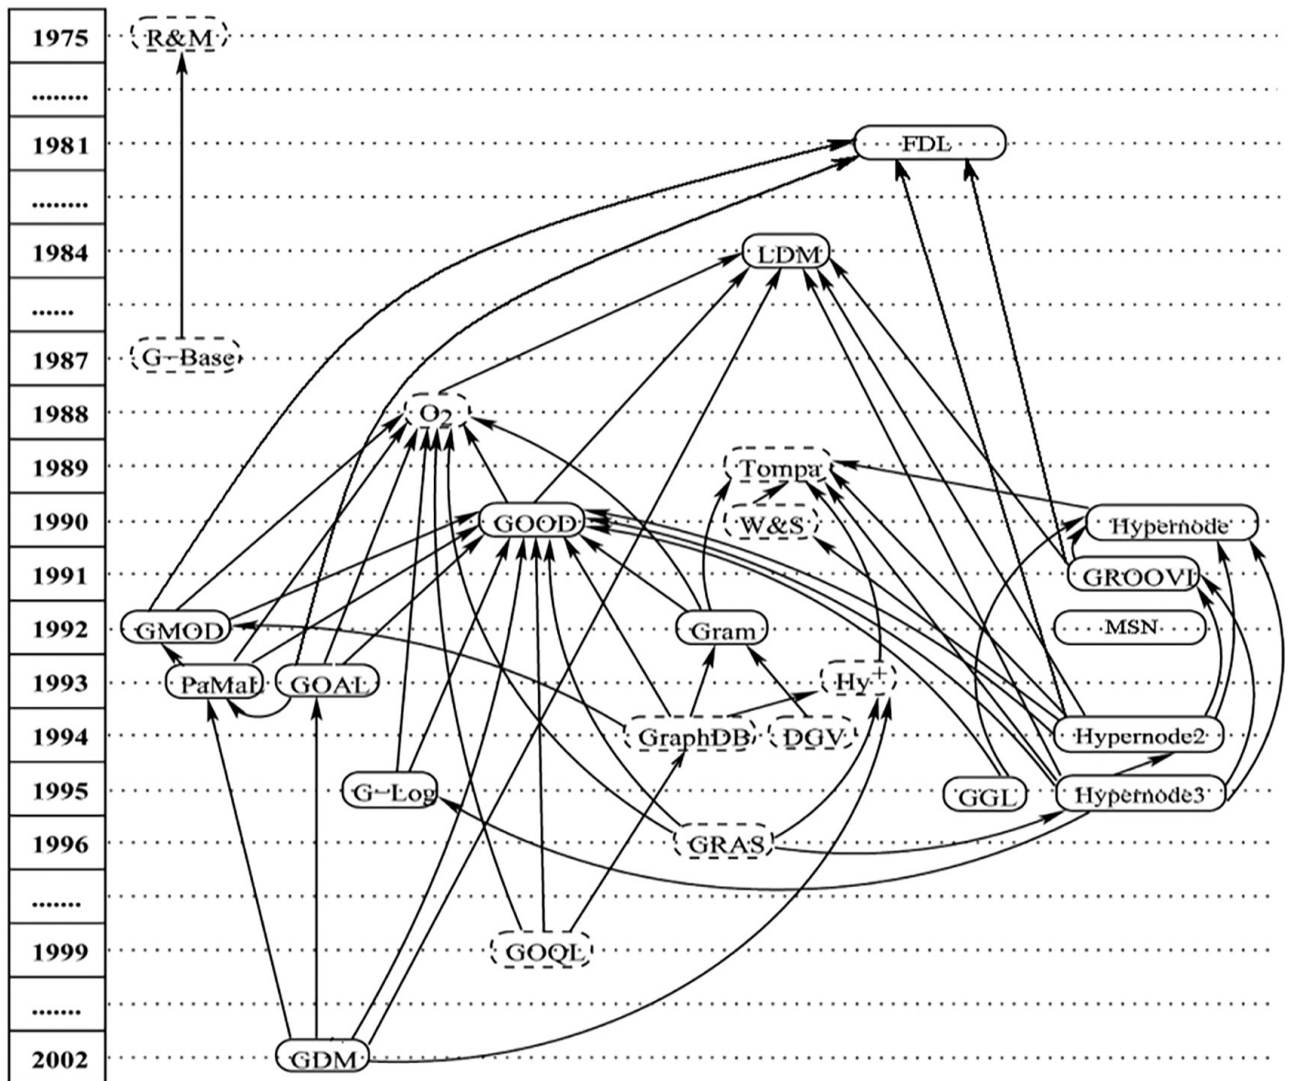 1975 R&M
.........
1981 FDL
.........
1984 LDM
......
1987 G-Base
1988 O2
1989 Tompa
1990 GOOD W&S Hypernode
1991 GROOVY
1992 GMOD Gram MSN
1993 PaMaL GOAL Hy+
1994 GraphDB DGV Hypernode2
1995 G-Log GGL Hypernode3
1996 GRAS
.......
1999 GOQL
.......
2002 GDM